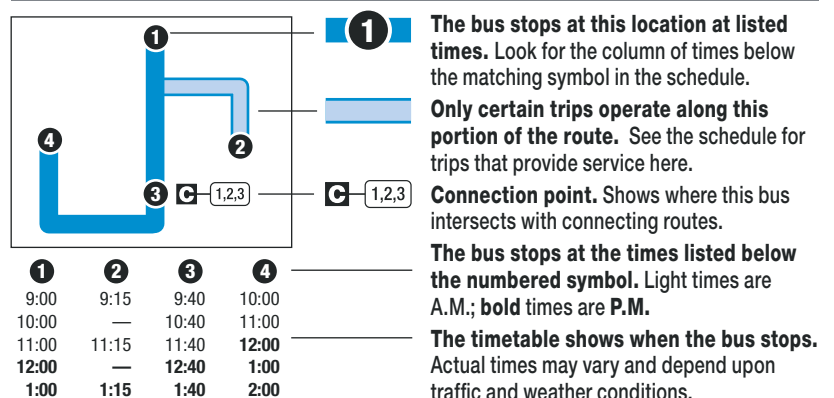 1
1
The bus stops at this location at listed
times. Look for the column of times below
the matching symbol in the schedule.
Only certain trips operate along this
portion of the route. See the schedule for
trips that provide service here.
4
2
3 C 1,2,3
C 1,2,3
Connection point. Shows where this bus
intersects with connecting routes.
The bus stops at the times listed below
the numbered symbol. Light times are
A.M.; bold times are P.M.
The timetable shows when the bus stops.
Actual times may vary and depend upon
traffic and weather conditions.
1 2 3 4
9:00 9:15 9:40 10:00
10:00 — 10:40 11:00
11:00 11:15 11:40 12:00
12:00 — 12:40 1:00
1:00 1:15 1:40 2:00